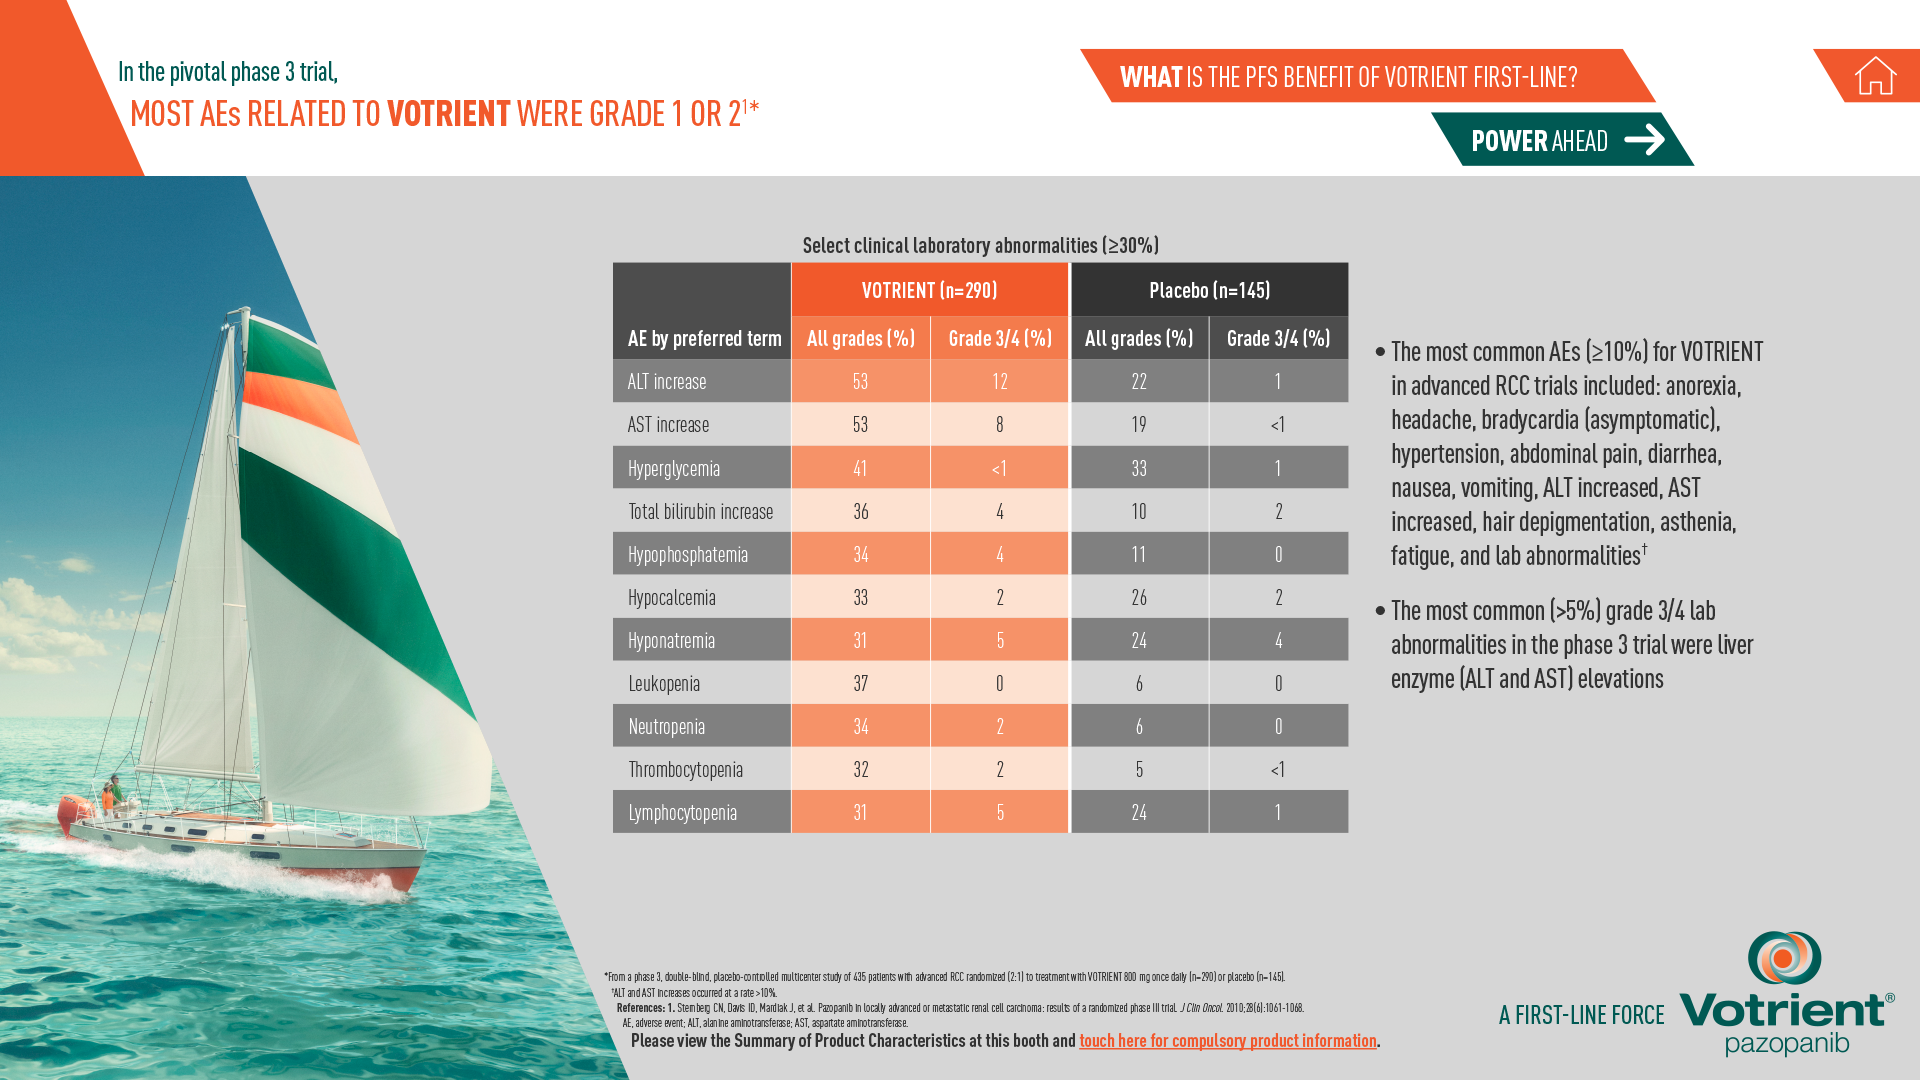 In the pivotal phase 3 trial,
MOST AEs RELATED TO VOTRIENT WERE GRADE 1 OR 2¹*
WHAT IS THE PFS BENEFIT OF VOTRIENT FIRST-LINE?
POWER AHEAD
Select clinical laboratory abnormalities (≥30%)
VOTRIENT (n=290) Placebo (n=145)
AE by preferred term All grades (%) Grade 3/4 (%) All grades (%) Grade 3/4 (%)
ALT increase 53 12 22 1
AST increase 53 8 19 <1
Hyperglycemia 41 <1 33 1
Total bilirubin increase 36 4 10 2
Hypophosphatemia 34 4 11 0
Hypocalcemia 33 2 26 2
Hyponatremia 31 5 24 4
Leukopenia 37 0 6 0
Neutropenia 34 2 6 0
Thrombocytopenia 32 2 5 <1
Lymphocytopenia 31 5 24 1
• The most common AEs (≥10%) for VOTRIENT
in advanced RCC trials included: anorexia,
headache, bradycardia (asymptomatic),
hypertension, abdominal pain, diarrhea,
nausea, vomiting, ALT increased, AST
increased, hair depigmentation, asthenia,
fatigue, and lab abnormalities†
• The most common (>5%) grade 3/4 lab
abnormalities in the phase 3 trial were liver
enzyme (ALT and AST) elevations
*From a phase 3, double-blind, placebo-controlled multicenter study of 435 patients with advanced RCC randomized (2:1) to treatment with VOTRIENT 800 mg once daily (n=290) or placebo (n=145).
†ALT and AST increases occurred at a rate >10%.
References: 1. Sternberg CN, Davis ID, Mardiak J, et al. Pazopanib in locally advanced or metastatic renal cell carcinoma: results of a randomized phase III trial. J Clin Oncol. 2010;28(6):1061-1068.
AE, adverse event; ALT, alanine aminotransferase; AST, aspartate aminotransferase.
Please view the Summary of Product Characteristics at this booth and touch here for compulsory product information.
A FIRST-LINE FORCE
Votrient®
pazopanib